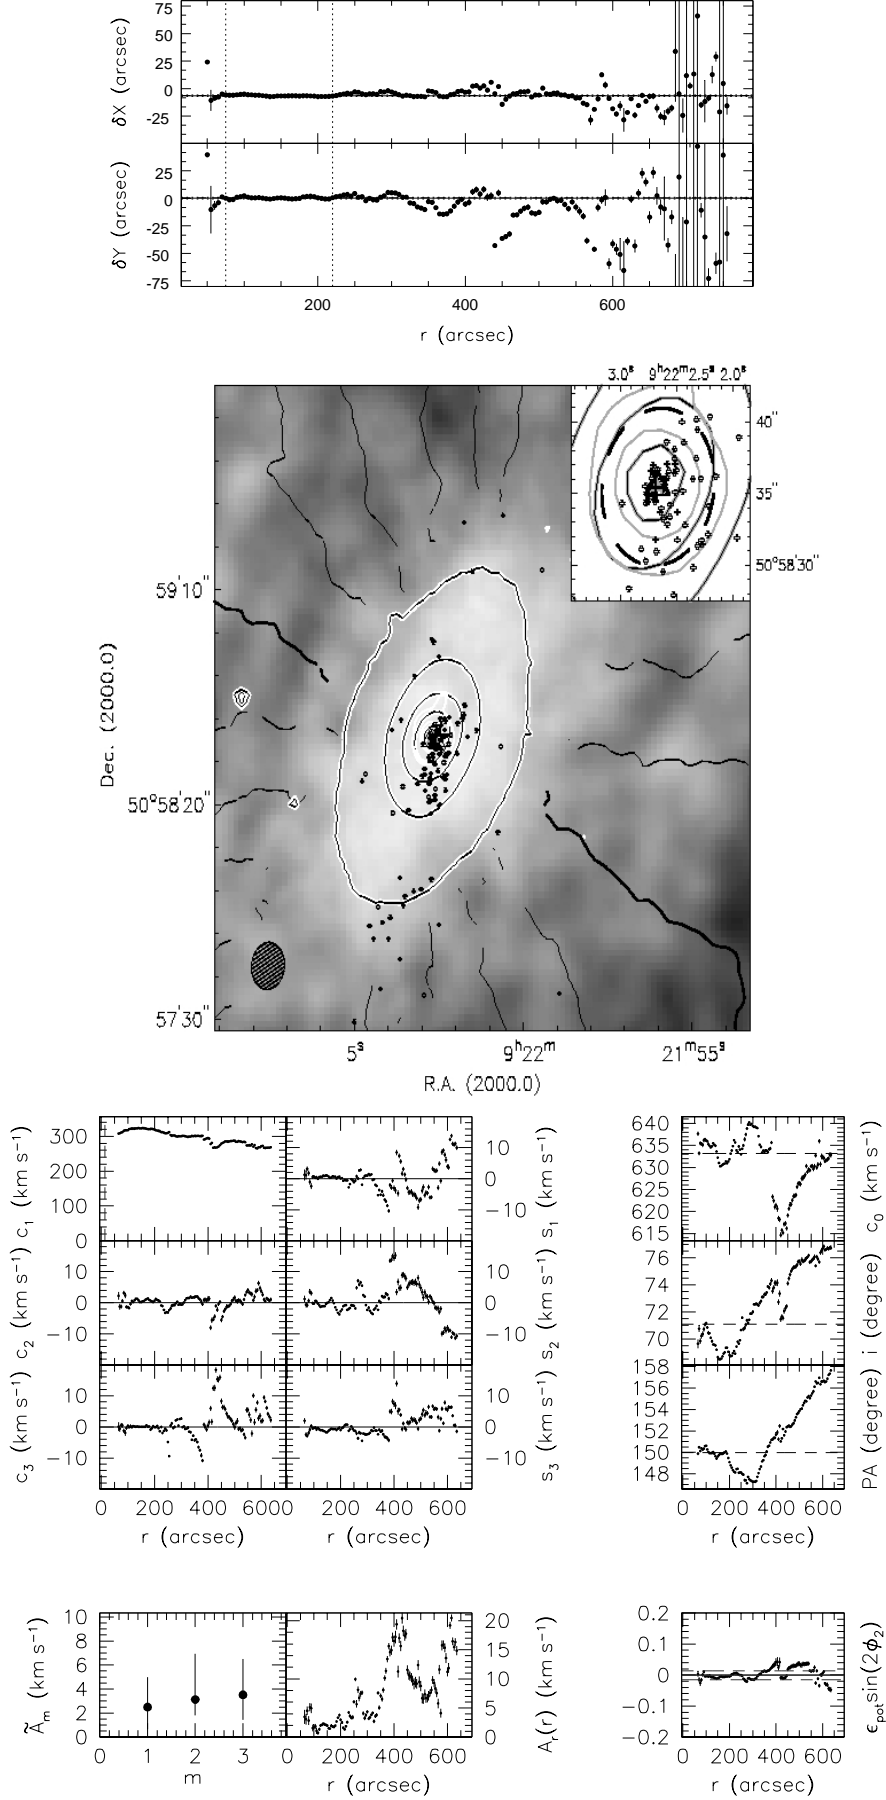 75
50
25
0
-25
δX (arcsec)
25
0
-25
-50
-75
δY (arcsec)
200 400 600
r (arcsec)
3.0ˢ 9ʰ22ᵐ2.5ˢ 2.0ˢ
40"
35"
50°58'30"
59'10"
50°58'20"
57'30"
Dec. (2000.0)
5ˢ 9ʰ22ᵐ 21ᵐ55ˢ
R.A. (2000.0)
300
200
100
0
c₁ (km s⁻¹)
10
0
−10
s₁ (km s⁻¹)
640
635
630
625
620
615
c₀ (km s⁻¹)
10
0
−10
c₂ (km s⁻¹)
10
0
−10
s₂ (km s⁻¹)
76
74
72
70
i (degree)
10
0
−10
c₃ (km s⁻¹)
10
0
−10
s₃ (km s⁻¹)
158
156
154
152
150
148
PA (degree)
0 200 400 6000 200 400 600
0 200 400 600
r (arcsec) r (arcsec) r (arcsec)
10
8
6
4
2
0
Ãₘ (km s⁻¹)
1 2 3
m
20
15
10
5
0
Aᵣ(r) (km s⁻¹)
0 200 400 600
r (arcsec)
0.2
0.1
0
−0.1
−0.2
ϵ_pot sin(2ϕ₂)
0 200 400 600
r (arcsec)